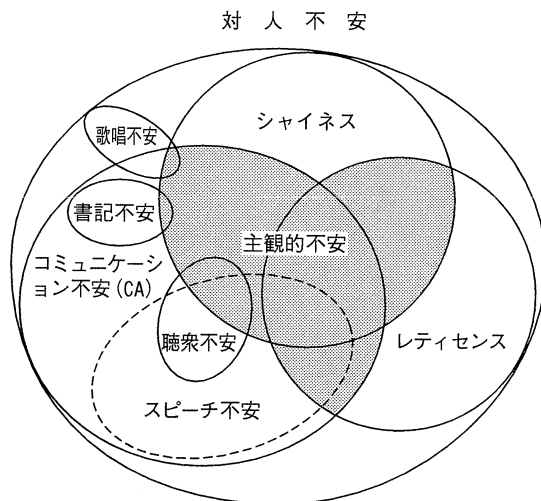 対人不安
シャイネス
歌唱不安
書記不安
主観的不安
コミュニケーシ
ョン不安(CA)
聴衆不安
レティセンス
スピーチ不安